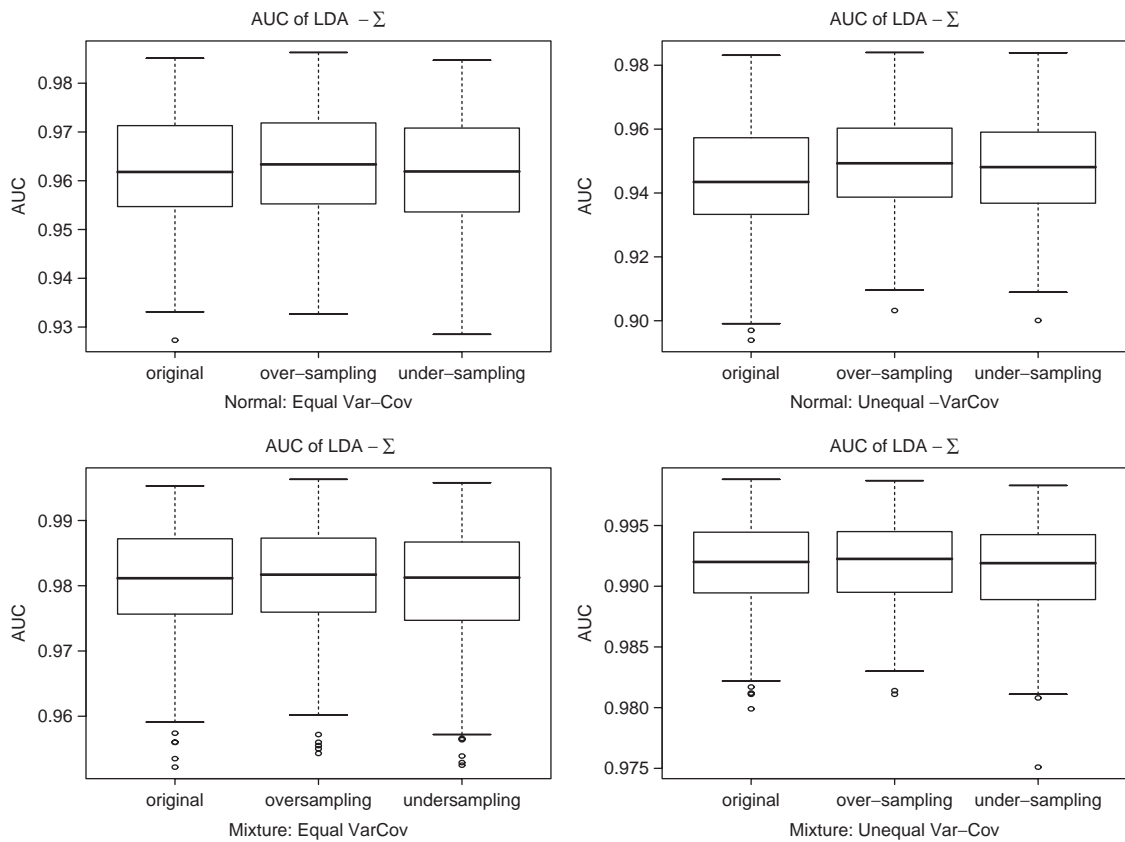 AUC of LDA – Σ
AUC
0.98
0.97
0.96
0.95
0.94
0.93
original over–sampling under–sampling
Normal: Equal Var–Cov
AUC of LDA – Σ
AUC
0.98
0.96
0.94
0.92
0.90
original over–sampling under–sampling
Normal: Unequal –VarCov
AUC of LDA – Σ
AUC
0.99
0.98
0.97
0.96
original oversampling undersampling
Mixture: Equal VarCov
AUC of LDA – Σ
AUC
0.995
0.990
0.985
0.980
0.975
original over–sampling under–sampling
Mixture: Unequal Var–Cov